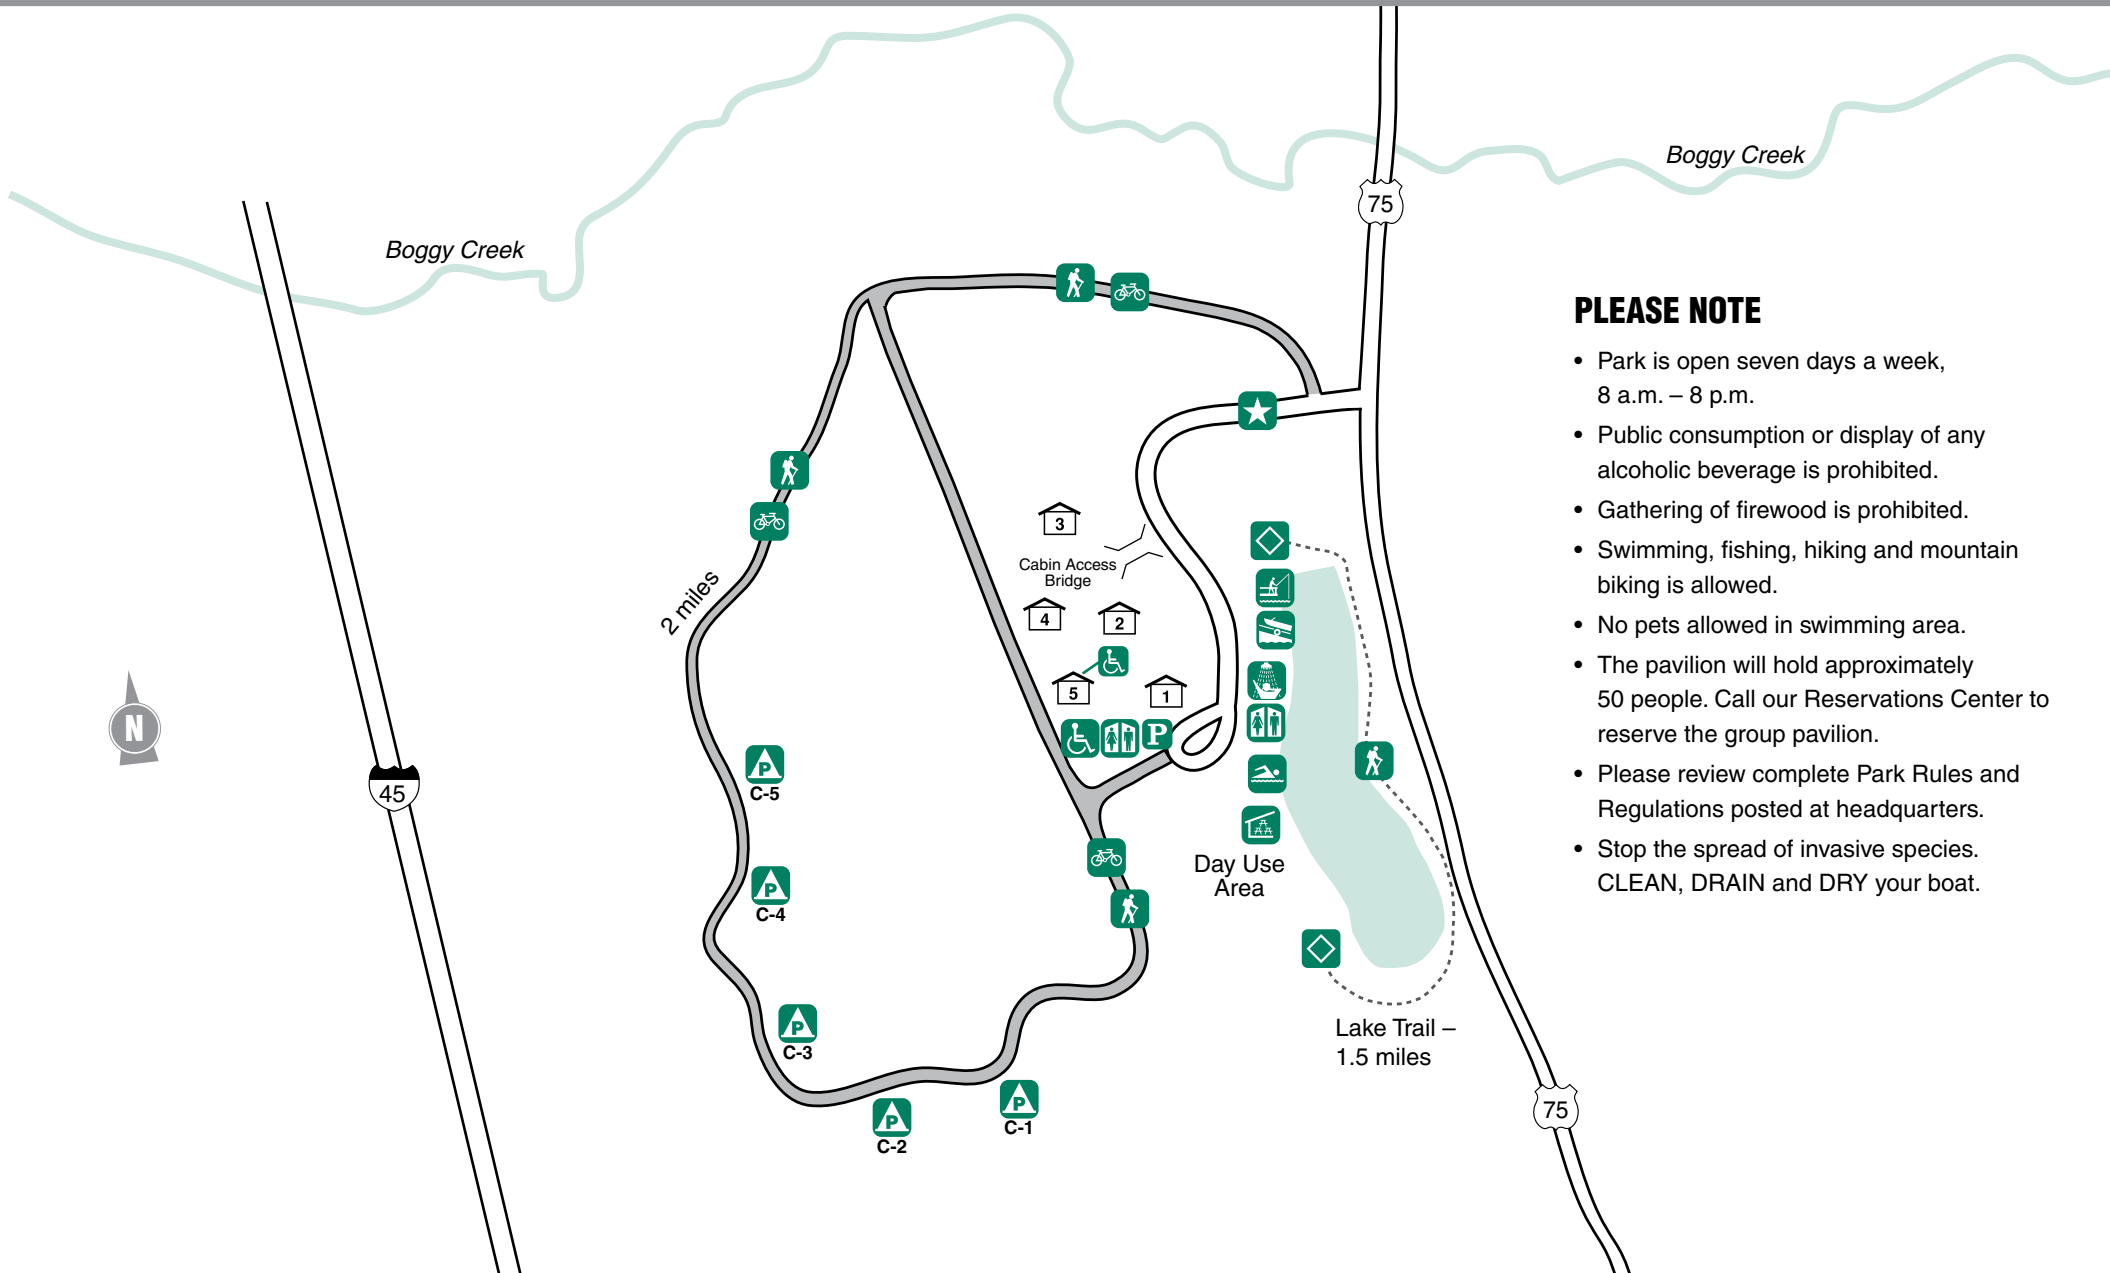 75
Boggy Creek
Boggy Creek
PLEASE NOTE
• Park is open seven days a week,
8 a.m. – 8 p.m.
• Public consumption or display of any
alcoholic beverage is prohibited.
• Gathering of firewood is prohibited.
• Swimming, fishing, hiking and mountain
biking is allowed.
• No pets allowed in swimming area.
• The pavilion will hold approximately
50 people. Call our Reservations Center to
reserve the group pavilion.
• Please review complete Park Rules and
Regulations posted at headquarters.
• Stop the spread of invasive species.
CLEAN, DRAIN and DRY your boat.
3
Cabin Access
Bridge
2 miles
4
2
5
1
N
P
45
P
C-5
P
C-4
Day Use
Area
P
C-3
Lake Trail –
1.5 miles
P
C-2
P
C-1
75